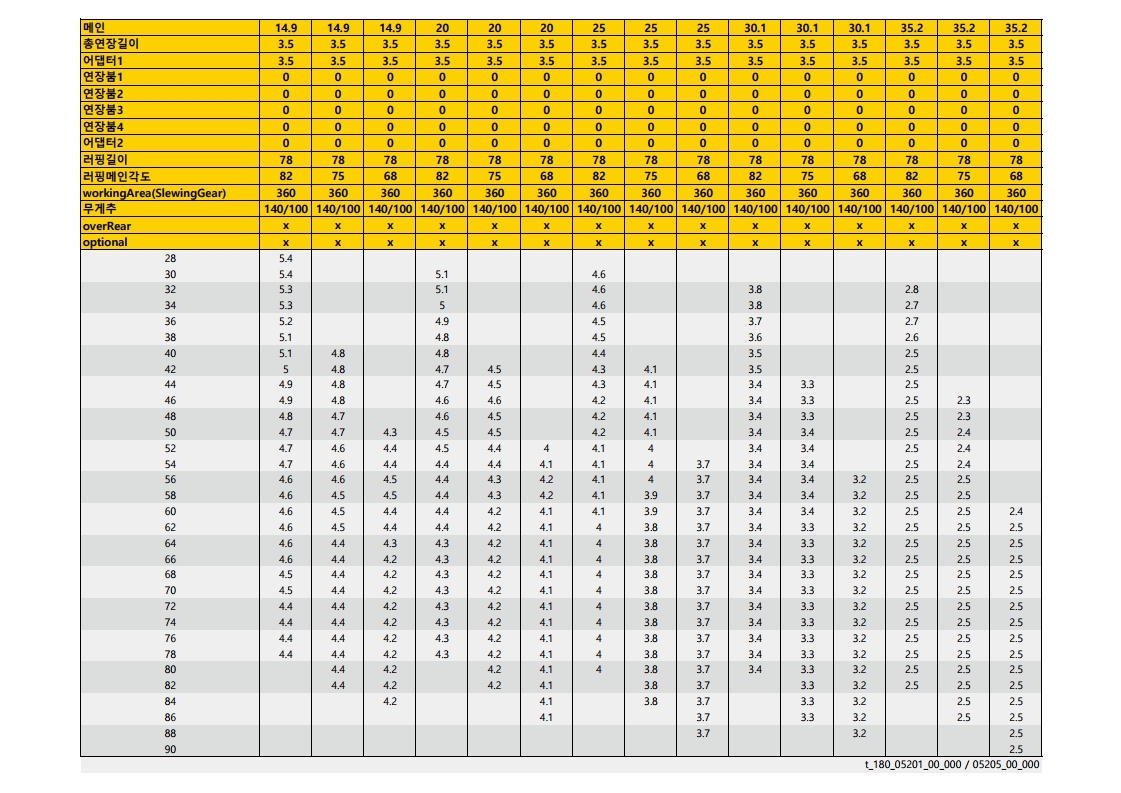 메인 14.9 14.9 14.9 20 20 20 25 25 25 30.1 30.1 30.1 35.2 35.2 35.2
총연장길이 3.5 3.5 3.5 3.5 3.5 3.5 3.5 3.5 3.5 3.5 3.5 3.5 3.5 3.5 3.5
어댑터1 3.5 3.5 3.5 3.5 3.5 3.5 3.5 3.5 3.5 3.5 3.5 3.5 3.5 3.5 3.5
연장붐1 0 0 0 0 0 0 0 0 0 0 0 0 0 0 0
연장붐2 0 0 0 0 0 0 0 0 0 0 0 0 0 0 0
연장붐3 0 0 0 0 0 0 0 0 0 0 0 0 0 0 0
연장붐4 0 0 0 0 0 0 0 0 0 0 0 0 0 0 0
어댑터2 0 0 0 0 0 0 0 0 0 0 0 0 0 0 0
러핑길이 78 78 78 78 78 78 78 78 78 78 78 78 78 78 78
러핑메인각도 82 75 68 82 75 68 82 75 68 82 75 68 82 75 68
workingArea(SlewingGear) 360 360 360 360 360 360 360 360 360 360 360 360 360 360 360
무게추 140/100 140/100 140/100 140/100 140/100 140/100 140/100 140/100 140/100 140/100 140/100 140/100 140/100 140/100 140/100
overRear x x x x x x x x x x x x x x x
optional x x x x x x x x x x x x x x x
28 5.4
30 5.4 5.1 4.6
32 5.3 5.1 4.6 3.8 2.8
34 5.3 5 4.6 3.8 2.7
36 5.2 4.9 4.5 3.7 2.7
38 5.1 4.8 4.5 3.6 2.6
40 5.1 4.8 4.8 4.4 3.5 2.5
42 5 4.8 4.7 4.5 4.3 4.1 3.5 2.5
44 4.9 4.8 4.7 4.5 4.3 4.1 3.4 3.3 2.5
46 4.9 4.8 4.6 4.6 4.2 4.1 3.4 3.3 2.5 2.3
48 4.8 4.7 4.6 4.5 4.2 4.1 3.4 3.3 2.5 2.3
50 4.7 4.7 4.3 4.5 4.5 4.2 4.1 3.4 3.4 2.5 2.4
52 4.7 4.6 4.4 4.5 4.4 4 4.1 4 3.4 3.4 2.5 2.4
54 4.7 4.6 4.4 4.4 4.4 4.1 4.1 4 3.7 3.4 3.4 2.5 2.4
56 4.6 4.6 4.5 4.4 4.3 4.2 4.1 4 3.7 3.4 3.4 3.2 2.5 2.5
58 4.6 4.5 4.5 4.4 4.3 4.2 4.1 3.9 3.7 3.4 3.4 3.2 2.5 2.5
60 4.6 4.5 4.4 4.4 4.2 4.1 4.1 3.9 3.7 3.4 3.4 3.2 2.5 2.5 2.4
62 4.6 4.5 4.4 4.4 4.2 4.1 4 3.8 3.7 3.4 3.3 3.2 2.5 2.5 2.5
64 4.6 4.4 4.3 4.3 4.2 4.1 4 3.8 3.7 3.4 3.3 3.2 2.5 2.5 2.5
66 4.6 4.4 4.2 4.3 4.2 4.1 4 3.8 3.7 3.4 3.3 3.2 2.5 2.5 2.5
68 4.5 4.4 4.2 4.3 4.2 4.1 4 3.8 3.7 3.4 3.3 3.2 2.5 2.5 2.5
70 4.5 4.4 4.2 4.3 4.2 4.1 4 3.8 3.7 3.4 3.3 3.2 2.5 2.5 2.5
72 4.4 4.4 4.2 4.3 4.2 4.1 4 3.8 3.7 3.4 3.3 3.2 2.5 2.5 2.5
74 4.4 4.4 4.2 4.3 4.2 4.1 4 3.8 3.7 3.4 3.3 3.2 2.5 2.5 2.5
76 4.4 4.4 4.2 4.3 4.2 4.1 4 3.8 3.7 3.4 3.3 3.2 2.5 2.5 2.5
78 4.4 4.4 4.2 4.3 4.2 4.1 4 3.8 3.7 3.4 3.3 3.2 2.5 2.5 2.5
80 4.4 4.2 4.2 4.1 4 3.8 3.7 3.4 3.3 3.2 2.5 2.5 2.5
82 4.4 4.2 4.2 4.1 3.8 3.7 3.3 3.2 2.5 2.5 2.5
84 4.2 4.1 3.8 3.7 3.3 3.2 2.5 2.5
86 4.1 3.7 3.3 3.2 2.5 2.5
88 3.7 3.2 2.5
90 2.5
t_180_05201_00_000 / 05205_00_000